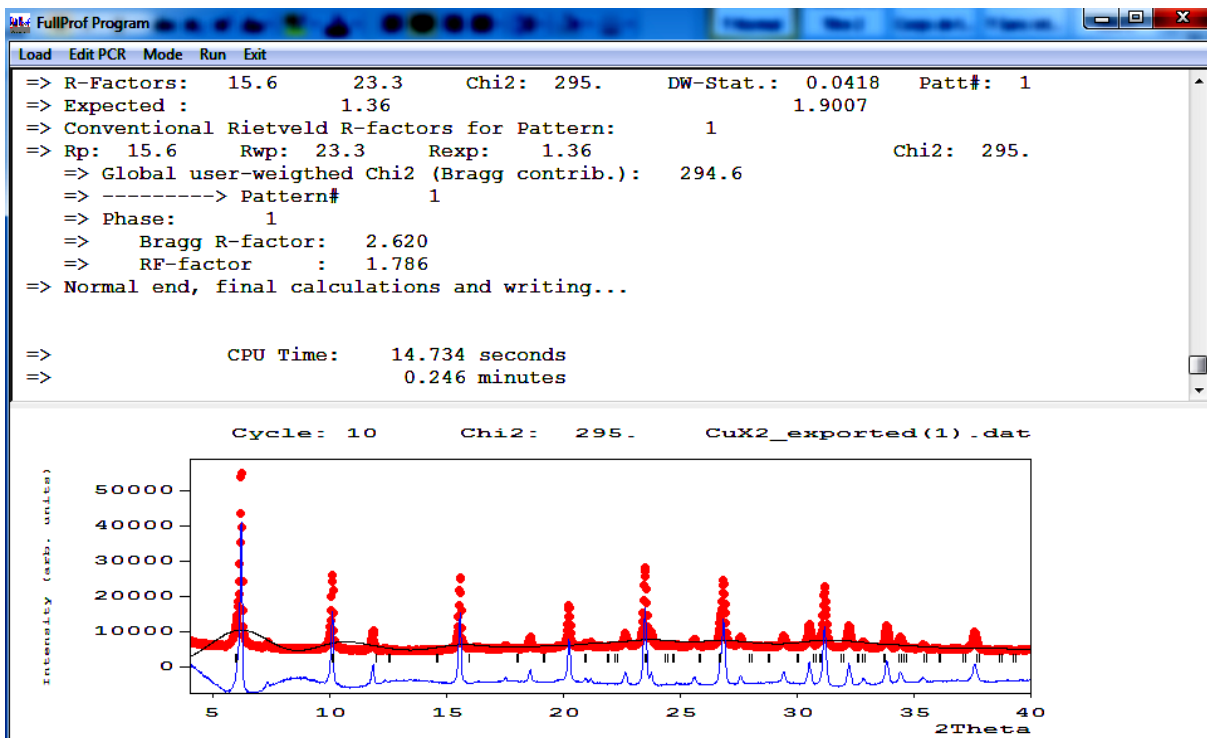 FullProf Program
Load Edit PCR Mode Run Exit
=> R-Factors: 15.6 23.3 Chi2: 295. DW-Stat.: 0.0418 Patt#: 1
=> Expected : 1.36 1.9007
=> Conventional Rietveld R-factors for Pattern: 1
=> Rp: 15.6 Rwp: 23.3 Rexp: 1.36 Chi2: 295.
=> Global user-weigthed Chi2 (Bragg contrib.): 294.6
=> ---------> Pattern# 1
=> Phase: 1
=> Bragg R-factor: 2.620
=> RF-factor : 1.786
=> Normal end, final calculations and writing...
=> CPU Time: 14.734 seconds
=> 0.246 minutes
Cycle: 10 Chi2: 295. CuX2_exported(1).dat
Intensity (arb. units)
50000
40000
30000
20000
10000
0
5 10 15 20 25 30 35 40
2Theta